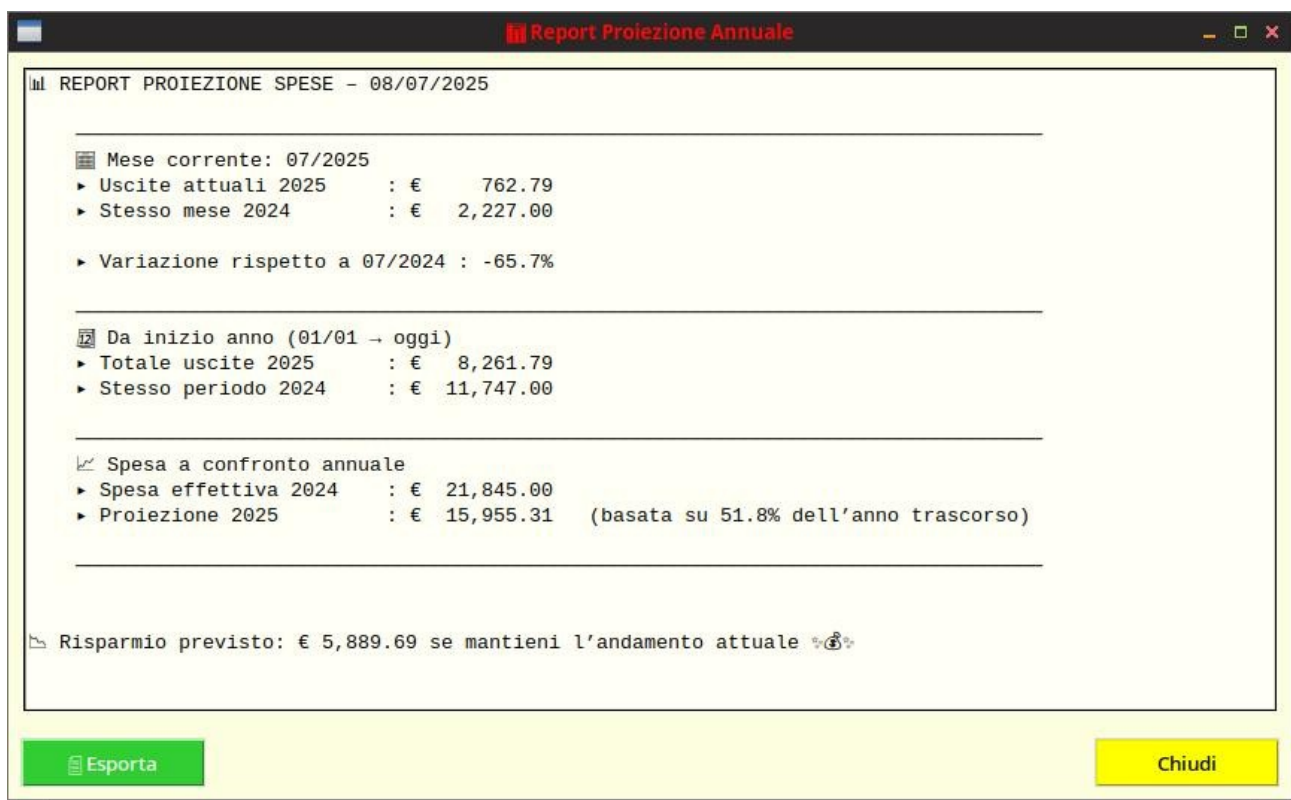 Report Proiezione Annuale
REPORT PROIEZIONE SPESE – 08/07/2025
Mese corrente: 07/2025
▸ Uscite attuali 2025 : € 762.79
▸ Stesso mese 2024 : € 2,227.00
▸ Variazione rispetto a 07/2024 : -65.7%
12 Da inizio anno (01/01 → oggi)
▸ Totale uscite 2025 : € 8,261.79
▸ Stesso periodo 2024 : € 11,747.00
Spesa a confronto annuale
▸ Spesa effettiva 2024 : € 21,845.00
▸ Proiezione 2025 : € 15,955.31 (basata su 51.8% dell’anno trascorso)
Risparmio previsto: € 5,889.69 se mantieni l’andamento attuale
Esporta
Chiudi